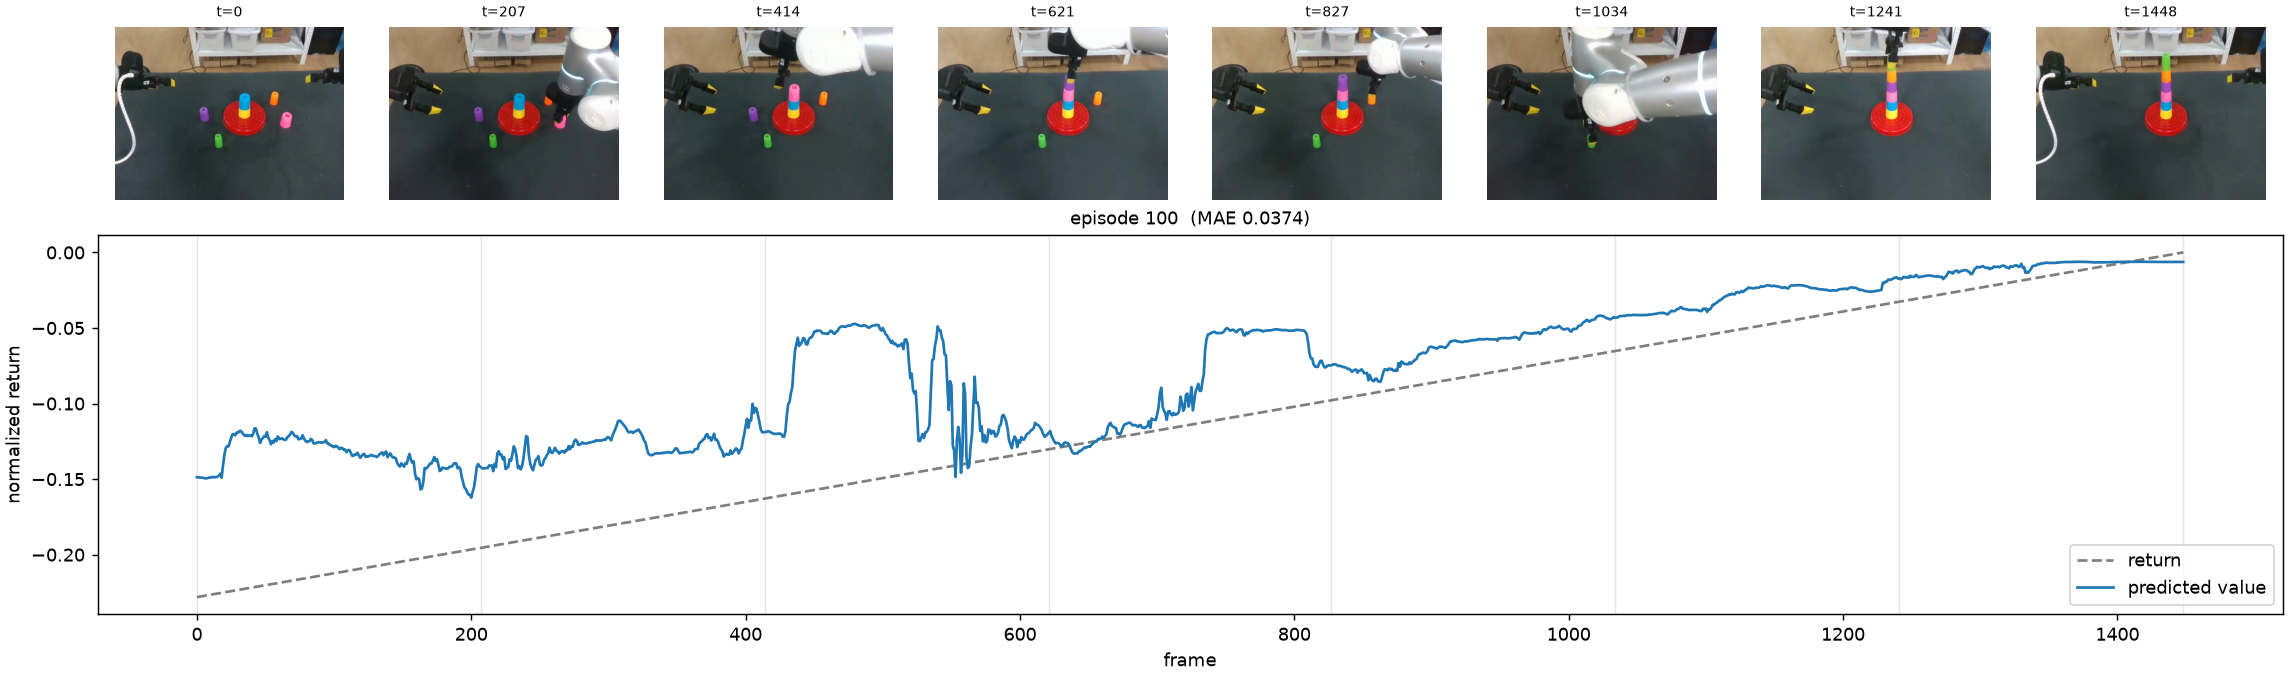 t=0
t=207
t=414
t=621
t=827
t=1034
t=1241
t=1448
episode 100  (MAE 0.0374)
normalized return
0.00
−0.05
−0.10
−0.15
−0.20
0
200
400
600
800
1000
1200
1400
frame
return
predicted value